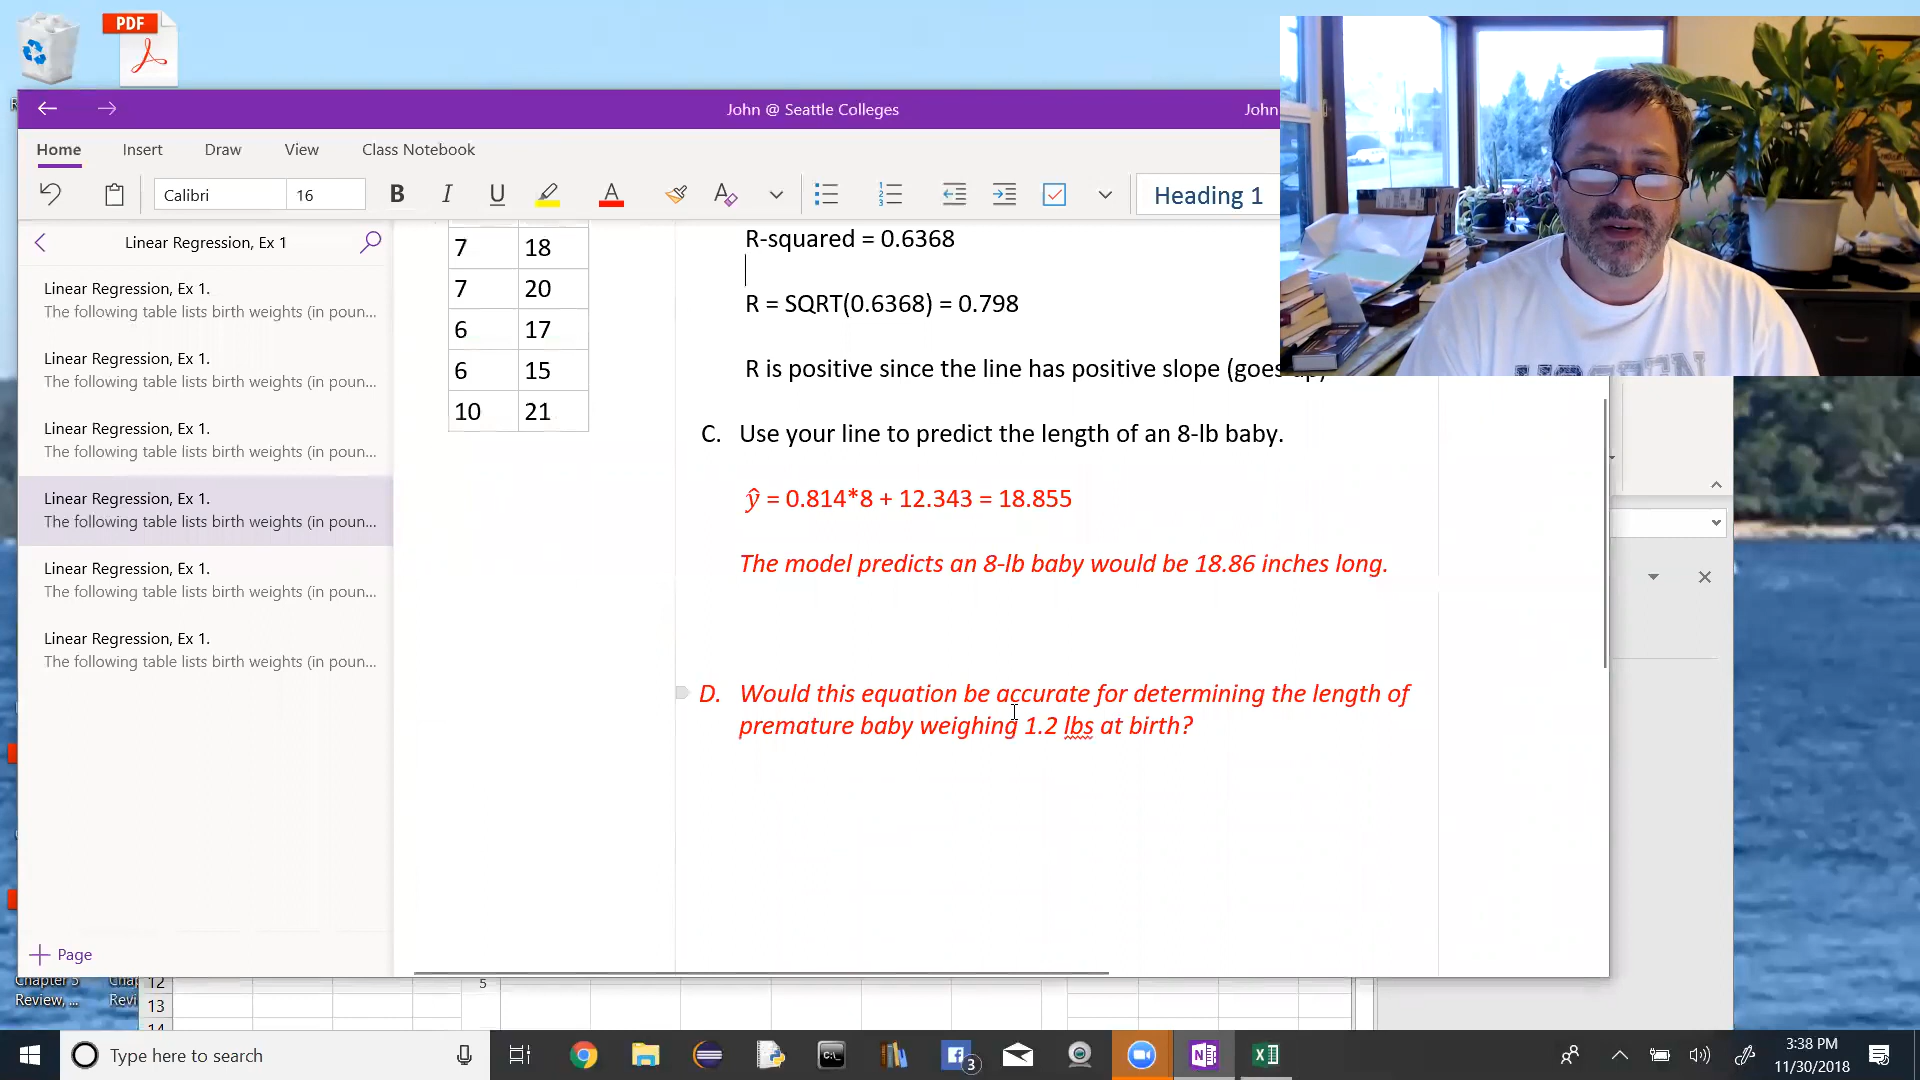 PDF
John @ Seattle Colleges
John
Home
Insert
Draw
View
Class Notebook
Calibri
16
B
I
U
A
Heading 1
Linear Regression, Ex 1
Linear Regression, Ex 1.
The following table lists birth weights (in poun...
Linear Regression, Ex 1.
The following table lists birth weights (in poun...
Linear Regression, Ex 1.
The following table lists birth weights (in poun...
Linear Regression, Ex 1.
The following table lists birth weights (in poun...
Linear Regression, Ex 1.
The following table lists birth weights (in poun...
Linear Regression, Ex 1.
The following table lists birth weights (in poun...
Page
7 18
7 20
6 17
6 15
10 21
R-squared = 0.6368
R = SQRT(0.6368) = 0.798
R is positive since the line has positive slope (goes up)
C. Use your line to predict the length of an 8-lb baby.
ŷ = 0.814*8 + 12.343 = 18.855
The model predicts an 8-lb baby would be 18.86 inches long.
D. Would this equation be accurate for determining the length of
premature baby weighing 1.2 lbs at birth?
Review, ...
12
13
14
5
Type here to search
3
3:38 PM
11/30/2018